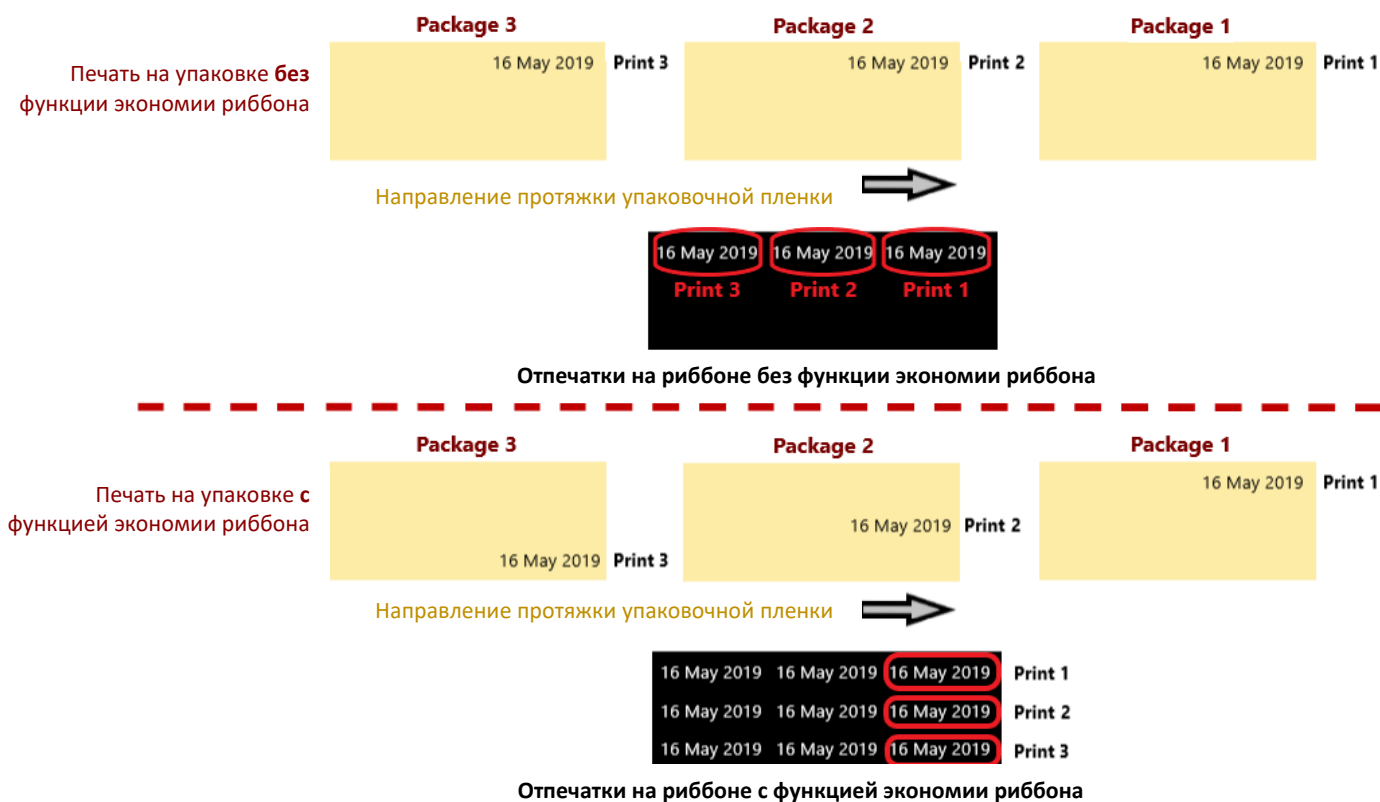 Package 3
Package 2
Package 1
Печать на упаковке без
функции экономии риббона
16 May 2019 Print 3
16 May 2019 Print 2
16 May 2019 Print 1
Направление протяжки упаковочной пленки
16 May 2019 16 May 2019 16 May 2019
Print 3 Print 2 Print 1
Отпечатки на риббоне без функции экономии риббона
Package 3
Package 2
Package 1
Печать на упаковке с
функцией экономии риббона
16 May 2019 Print 3
16 May 2019 Print 2
16 May 2019 Print 1
Направление протяжки упаковочной пленки
16 May 2019 16 May 2019 16 May 2019 Print 1
16 May 2019 16 May 2019 16 May 2019 Print 2
16 May 2019 16 May 2019 16 May 2019 Print 3
Отпечатки на риббоне с функцией экономии риббона